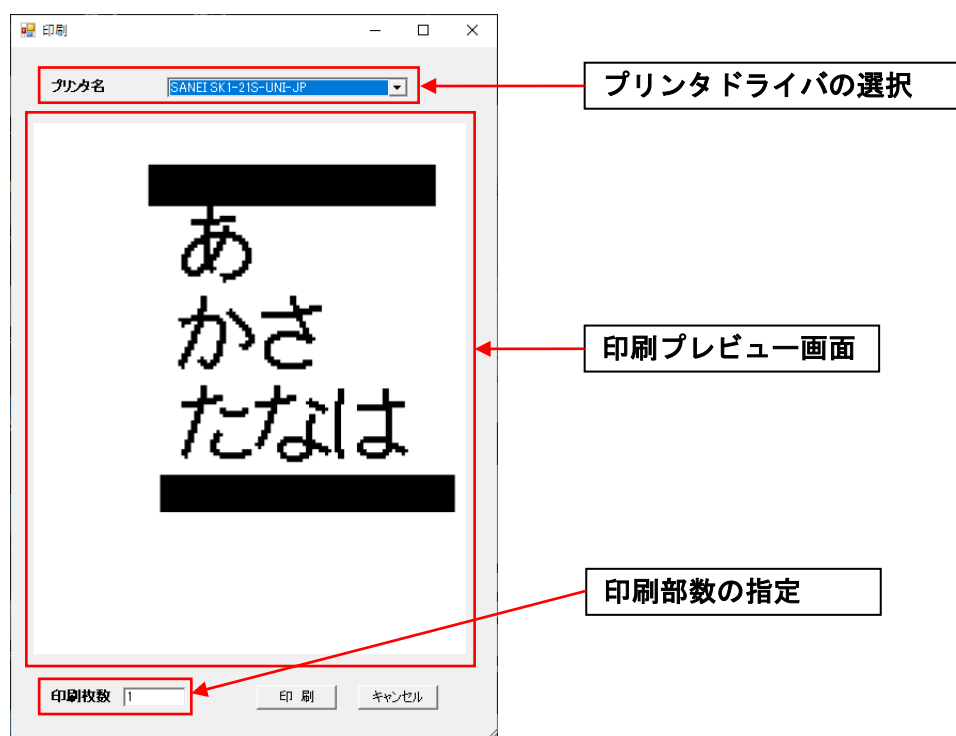 印刷
プリンタ名
SANEI SK1-21S-UNI-JP
プリンタドライバの選択
あ
かさ
たなは
印刷プレビュー画面
印刷部数の指定
印刷枚数
1
印 刷
キャンセル